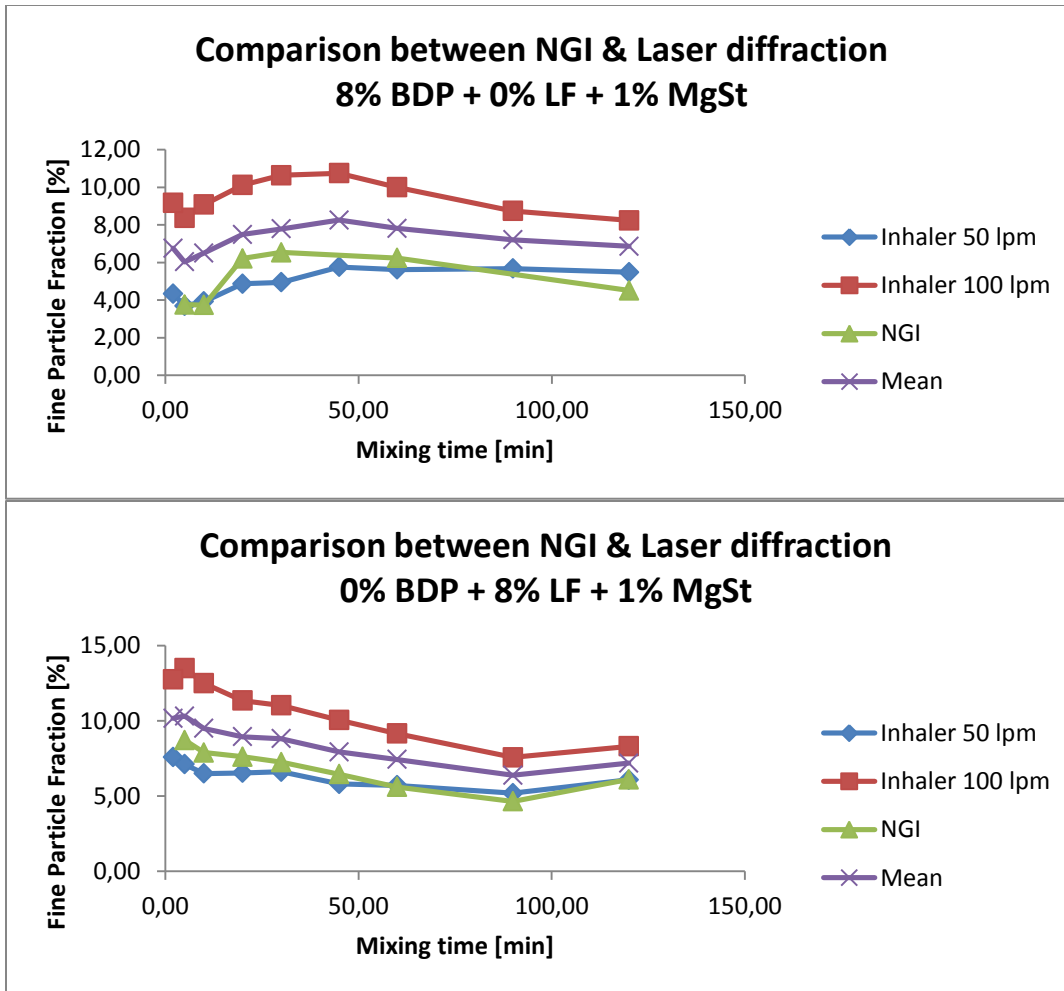 Comparison between NGI & Laser diffraction
8% BDP + 0% LF + 1% MgSt
Fine Particle Fraction [%]
12,00
10,00
8,00
6,00
4,00
2,00
0,00
0,00 50,00 100,00 150,00
Mixing time [min]
Inhaler 50 lpm
Inhaler 100 lpm
NGI
Mean
Comparison between NGI & Laser diffraction
0% BDP + 8% LF + 1% MgSt
Fine Particle Fraction [%]
15,00
10,00
5,00
0,00
0,00 50,00 100,00 150,00
Mixing time [min]
Inhaler 50 lpm
Inhaler 100 lpm
NGI
Mean